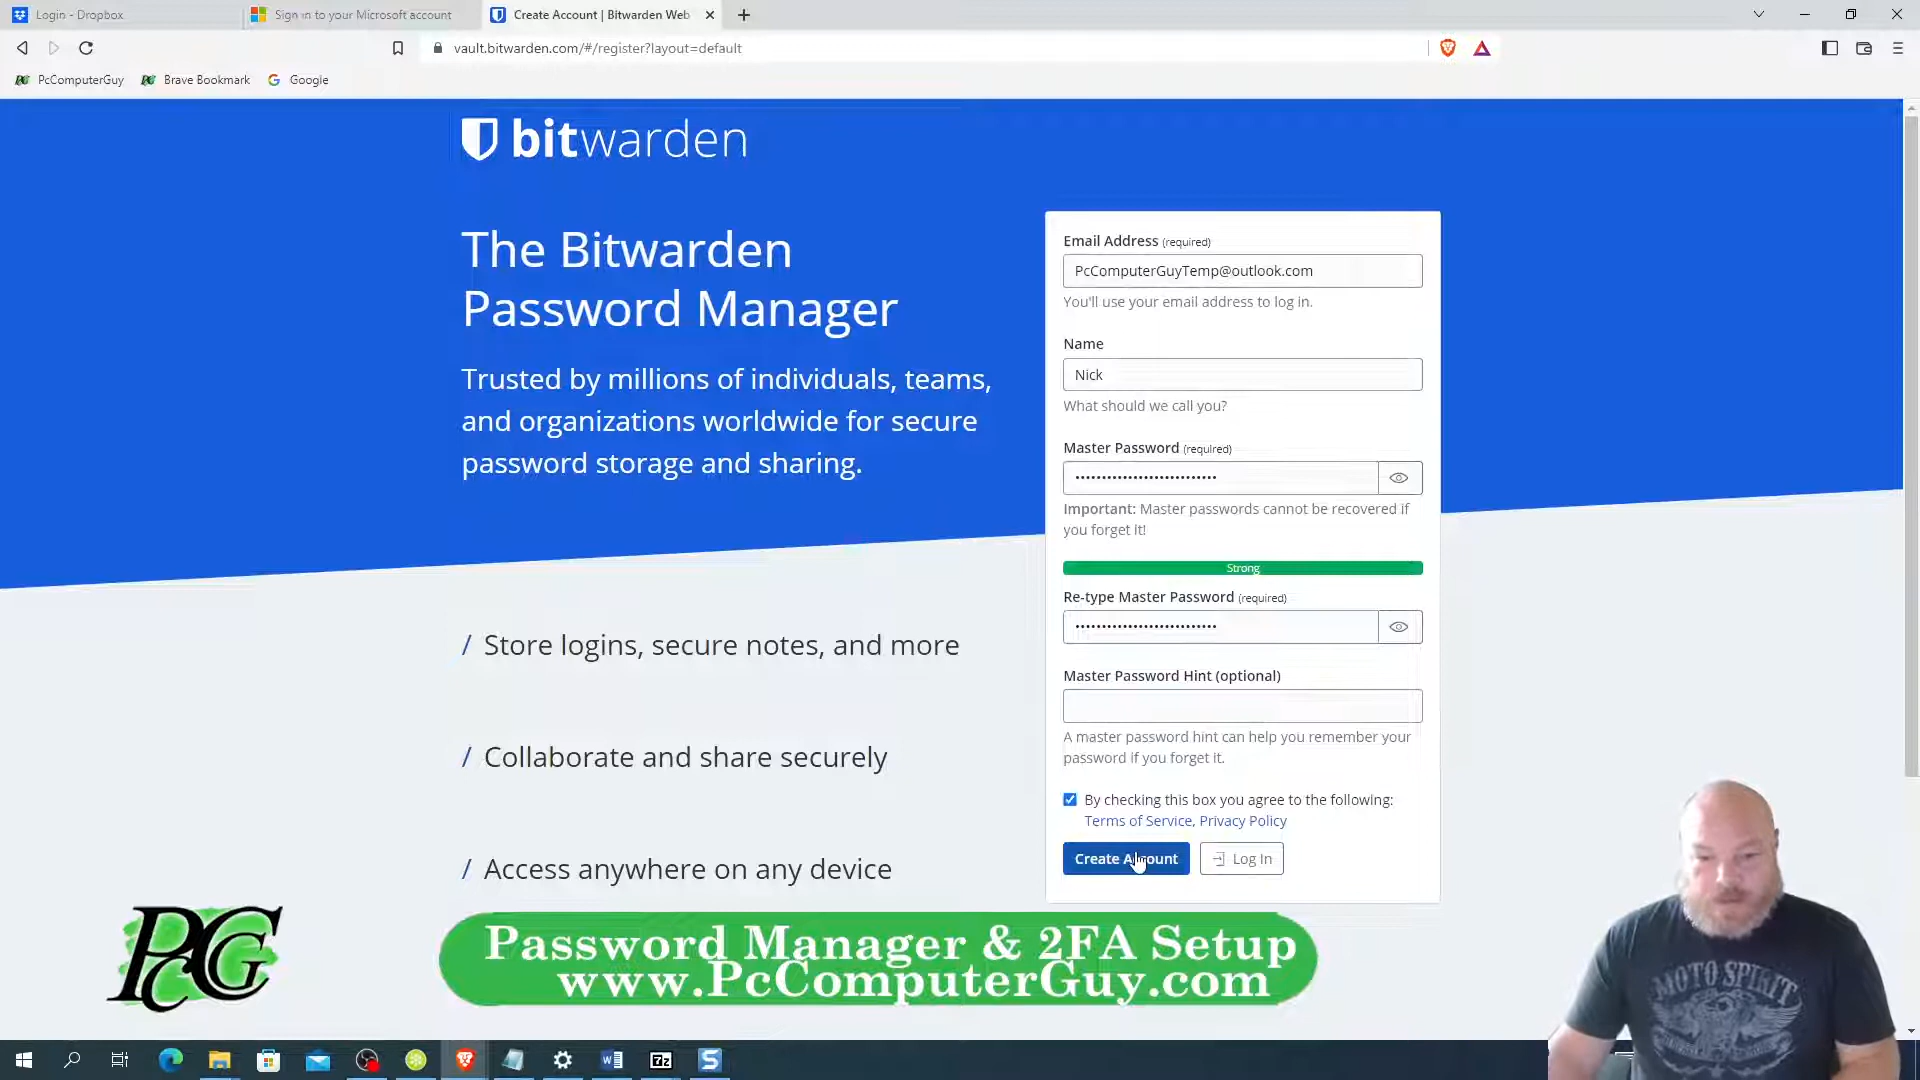 Login - Dropbox
Sign in to your Microsoft account
Create Account | Bitwarden Web
vault.bitwarden.com/#/register?layout=default
PcComputerGuy
Brave Bookmark
Google
bitwarden
The Bitwarden
Password Manager
Trusted by millions of individuals, teams,
and organizations worldwide for secure
password storage and sharing.
/ Store logins, secure notes, and more
/ Collaborate and share securely
/ Access anywhere on any device
Email Address (required)
PcComputerGuyTemp@outlook.com
You'll use your email address to log in.
Name
Nick
What should we call you?
Master Password (required)
Important: Master passwords cannot be recovered if
you forget it!
Strong
Re-type Master Password (required)
Master Password Hint (optional)
A master password hint can help you remember your
password if you forget it.
By checking this box you agree to the following:
Terms of Service, Privacy Policy
Create Account
Log In
PCG
Password Manager & 2FA Setup
www.PcComputerGuy.com
MOTO SPIRIT
W
7z
S